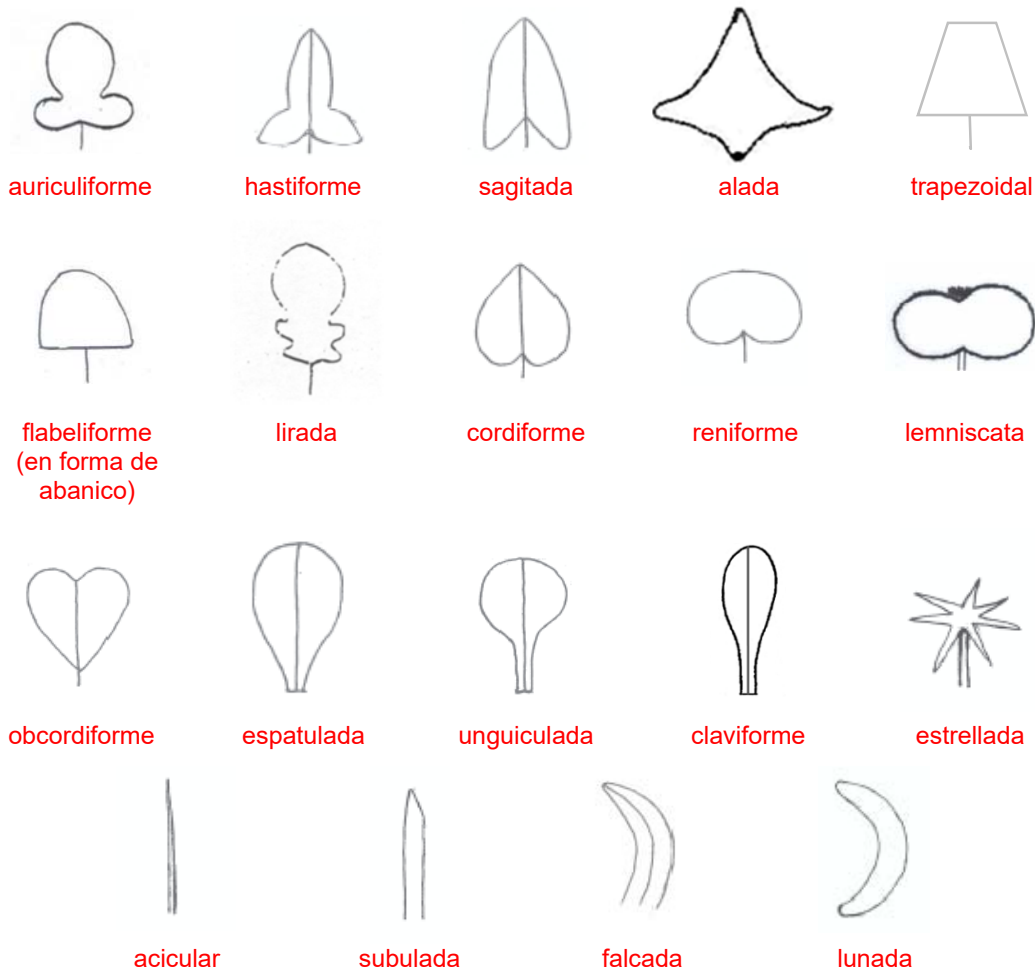 auriculiforme
hastiforme
sagitada
alada
trapezoidal
flabeliforme
(en forma de
abanico)
lirada
cordiforme
reniforme
lemniscata
obcordiforme
espatulada
unguiculada
claviforme
estrellada
acicular
subulada
falcada
lunada